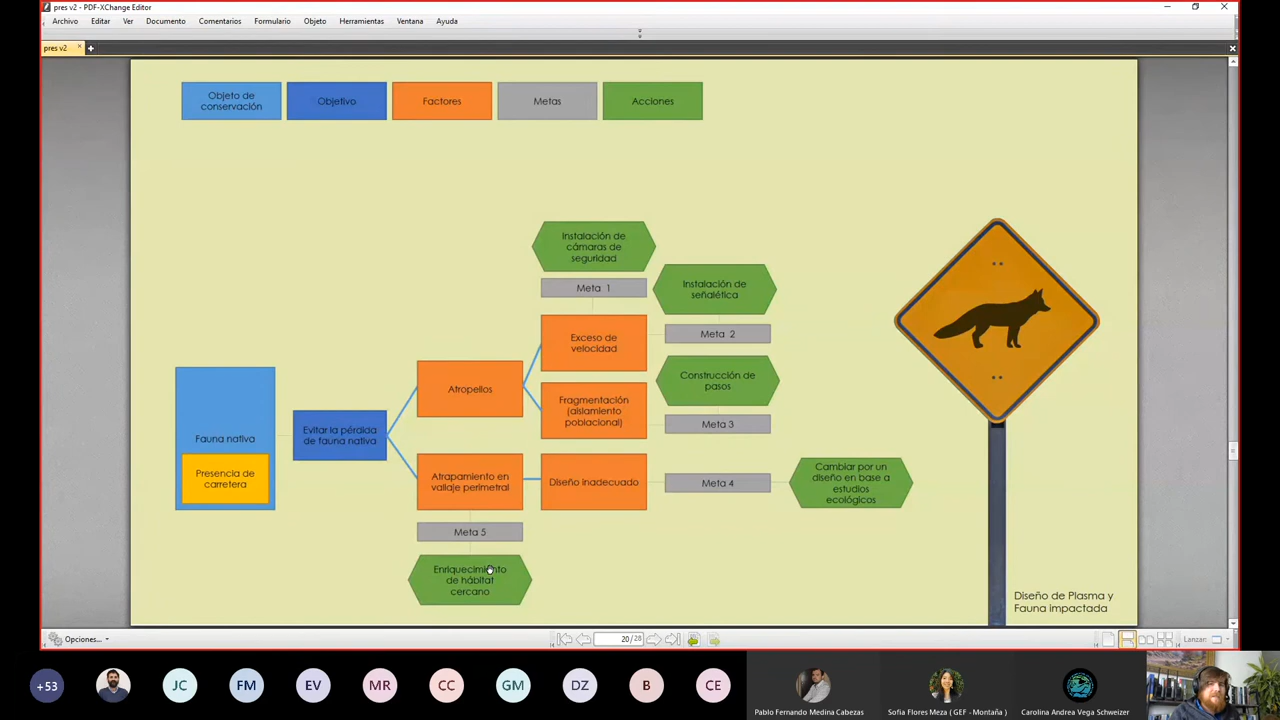 pres v2 - PDF-XChange Editor
Archivo Editar Ver Documento Comentarios Formulario Objeto Herramientas Ventana Ayuda
pres v2
Objeto de
conservación
Objetivo
Factores
Metas
Acciones
Instalación de
cámaras de
seguridad
Meta 1
Instalación de
señalética
Meta 2
Exceso de
velocidad
Construcción de
pasos
Atropellos
Fragmentación
(aislamiento
poblacional)
Meta 3
Fauna nativa
Presencia de
carretera
Evitar la pérdida
de fauna nativa
Atrapamiento en
vallaje perimetral
Diseño inadecuado
Meta 4
Cambiar por un
diseño en base a
estudios
ecológicos
Meta 5
Enriquecimiento
de hábitat
cercano
Diseño de Plasma y
Fauna impactada
Opciones...
20 / 28
Lanzar
+53
JC
FM
EV
MR
CC
GM
DZ
B
CE
Pablo Fernando Medina Cabezas
Sofia Flores Meza ( GEF - Montaña )
Carolina Andrea Vega Schweizer